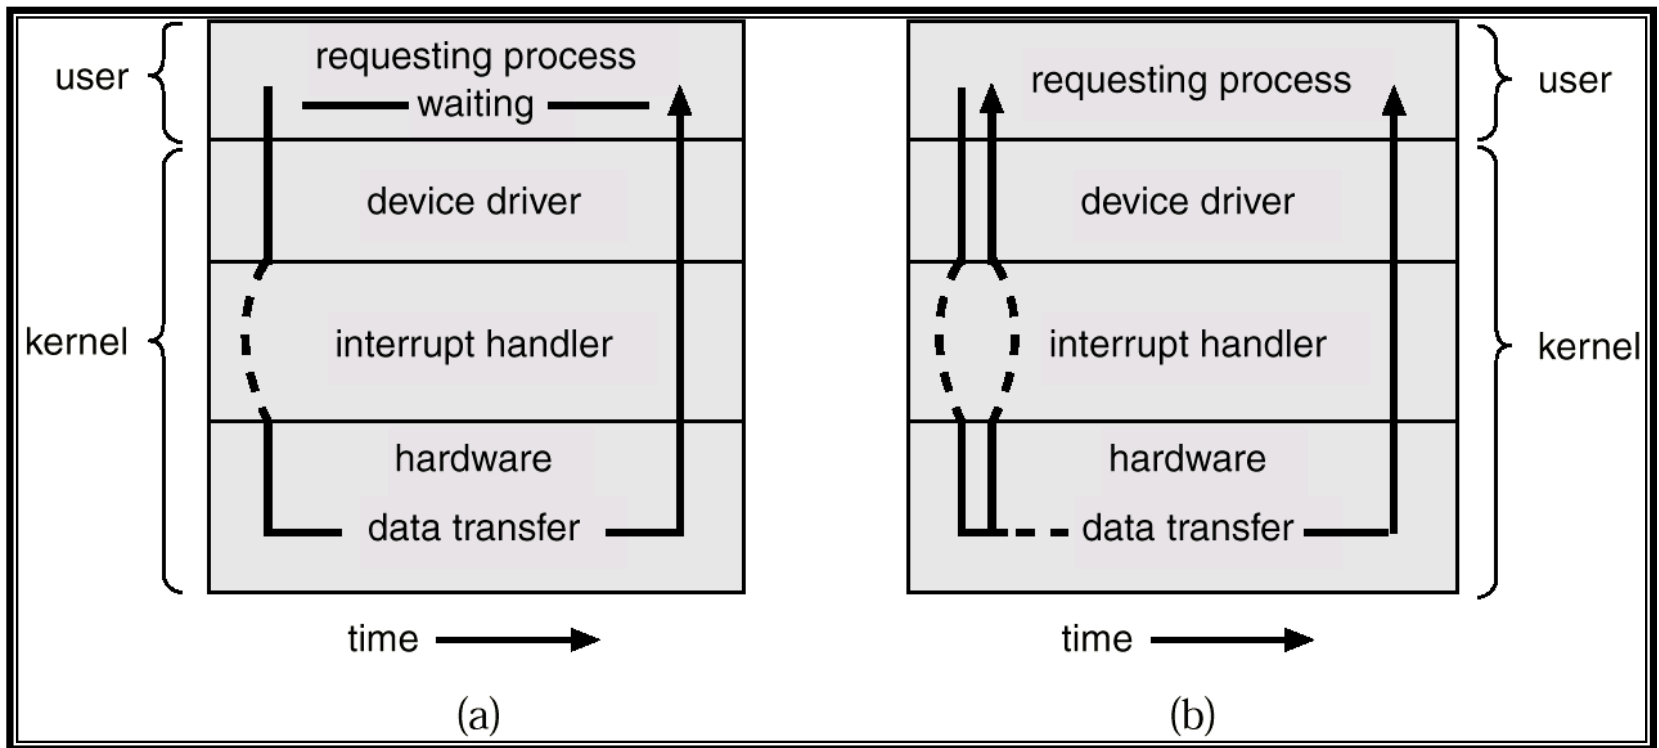 user
requesting process
waiting
device driver
kernel
interrupt handler
hardware
data transfer
time
(a)
requesting process
user
device driver
interrupt handler
kernel
hardware
data transfer
time
(b)